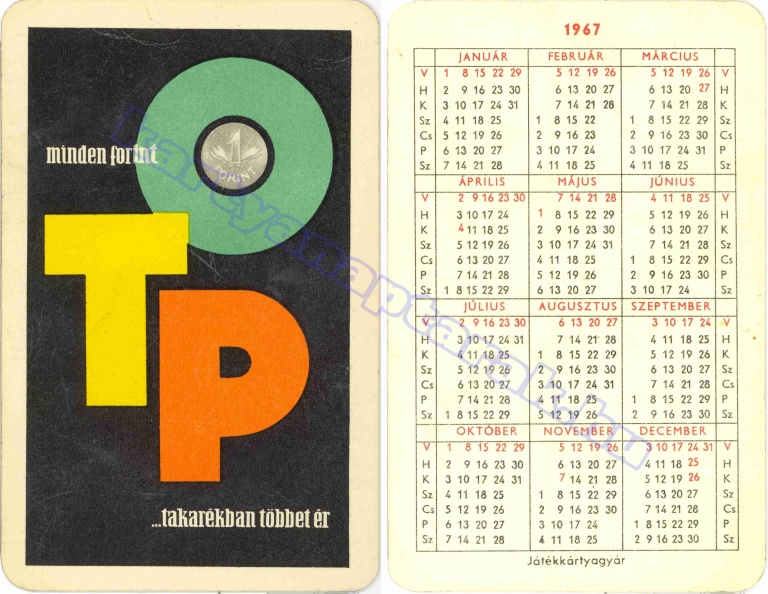 O
1
FORINT
minden forint
T
P
...takarékban többet ér
1967
JANUÁR FEBRUÁR MÁRCIUS
V 1 8 15 22 29 5 12 19 26 5 12 19 26 V
H 2 9 16 23 30 6 13 20 27 6 13 20 27 H
K 3 10 17 24 31 7 14 21 28 7 14 21 28 K
Sz 4 11 18 25 1 8 15 22 1 8 15 22 29 Sz
Cs 5 12 19 26 2 9 16 23 2 9 16 23 30 Cs
P 6 13 20 27 3 10 17 24 3 10 17 24 31 P
Sz 7 14 21 28 4 11 18 25 4 11 18 25 Sz
ÁPRILIS MÁJUS JÚNIUS
V 2 9 16 23 30 7 14 21 28 4 11 18 25 V
H 3 10 17 24 1 8 15 22 29 5 12 19 26 H
K 4 11 18 25 2 9 16 23 30 6 13 20 27 K
Sz 5 12 19 26 3 10 17 24 31 7 14 21 28 Sz
Cs 6 13 20 27 4 11 18 25 1 8 15 22 29 Cs
P 7 14 21 28 5 12 19 26 2 9 16 23 30 P
Sz 1 8 15 22 29 6 13 20 27 3 10 17 24 Sz
JÚLIUS AUGUSZTUS SZEPTEMBER
V 2 9 16 23 30 6 13 20 27 3 10 17 24 V
H 3 10 17 24 31 7 14 21 28 4 11 18 25 H
K 4 11 18 25 1 8 15 22 29 5 12 19 26 K
Sz 5 12 19 26 2 9 16 23 30 6 13 20 27 Sz
Cs 6 13 20 27 3 10 17 24 31 7 14 21 28 Cs
P 7 14 21 28 4 11 18 25 1 8 15 22 29 P
Sz 1 8 15 22 29 5 12 19 26 2 9 16 23 30 Sz
OKTÓBER NOVEMBER DECEMBER
V 1 8 15 22 29 5 12 19 26 3 10 17 24 31 V
H 2 9 16 23 30 6 13 20 27 4 11 18 25 H
K 3 10 17 24 31 7 14 21 28 5 12 19 26 K
Sz 4 11 18 25 1 8 15 22 29 6 13 20 27 Sz
Cs 5 12 19 26 2 9 16 23 30 7 14 21 28 Cs
P 6 13 20 27 3 10 17 24 1 8 15 22 29 P
Sz 7 14 21 28 4 11 18 25 2 9 16 23 30 Sz
Játékkártyagyár
kartyanaptarak.hu